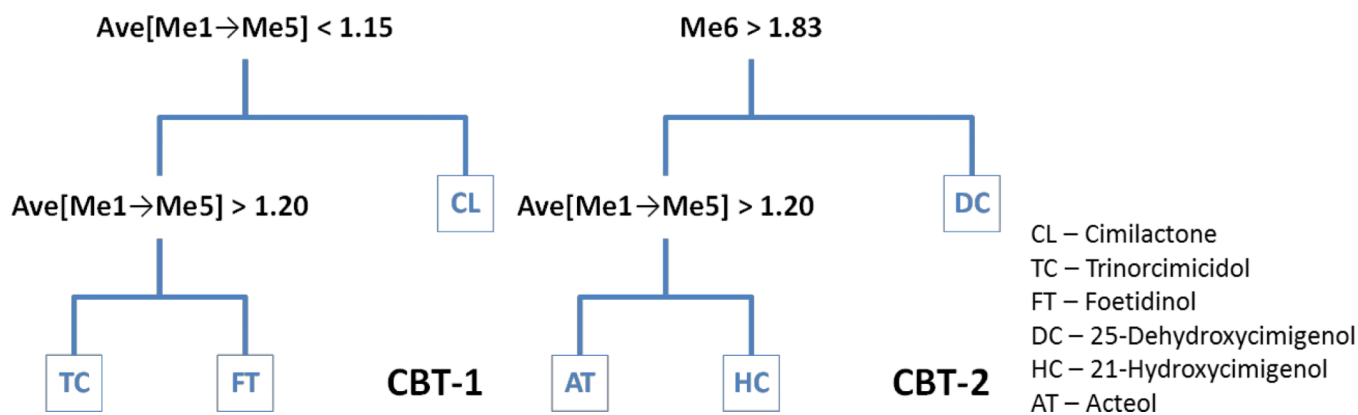 Ave[Me1→Me5] < 1.15
Me6 > 1.83
Ave[Me1→Me5] > 1.20
CL
Ave[Me1→Me5] > 1.20
DC
TC
FT
CBT-1
AT
HC
CBT-2
CL – Cimilactone
TC – Trinorcimicidol
FT – Foetidinol
DC – 25-Dehydroxycimigenol
HC – 21-Hydroxycimigenol
AT – Acteol